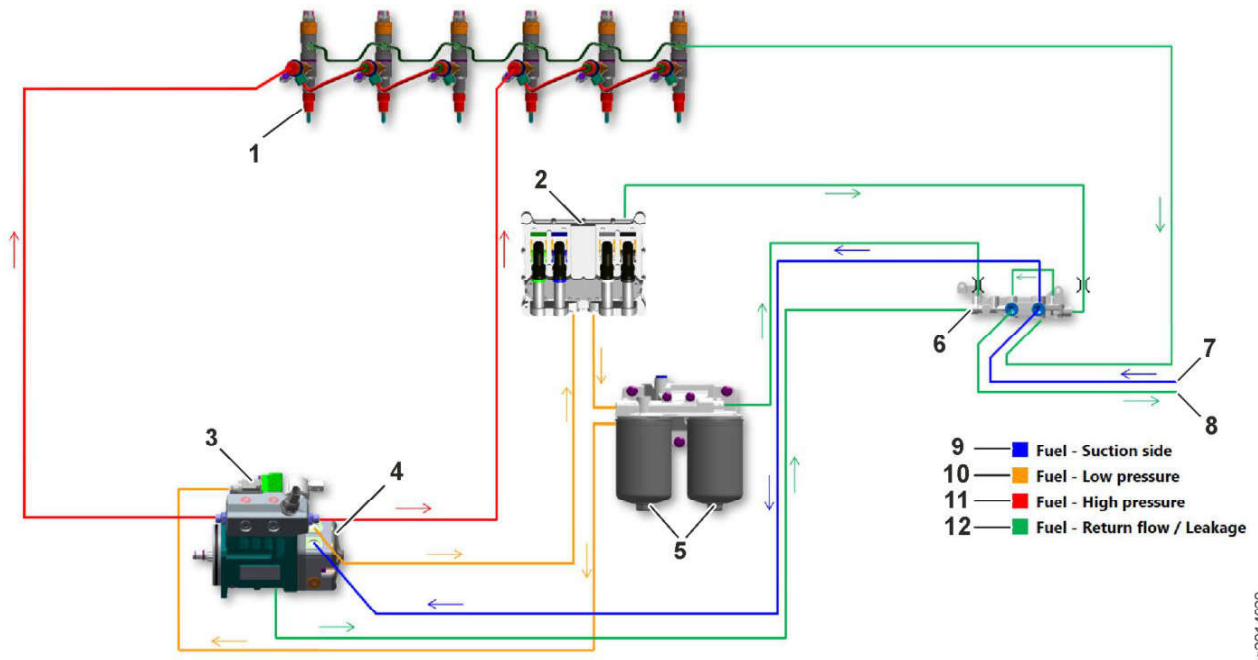 1
2
3
4
5
6
7
8
9 Fuel - Suction side
10 Fuel - Low pressure
11 Fuel - High pressure
12 Fuel - Return flow / Leakage